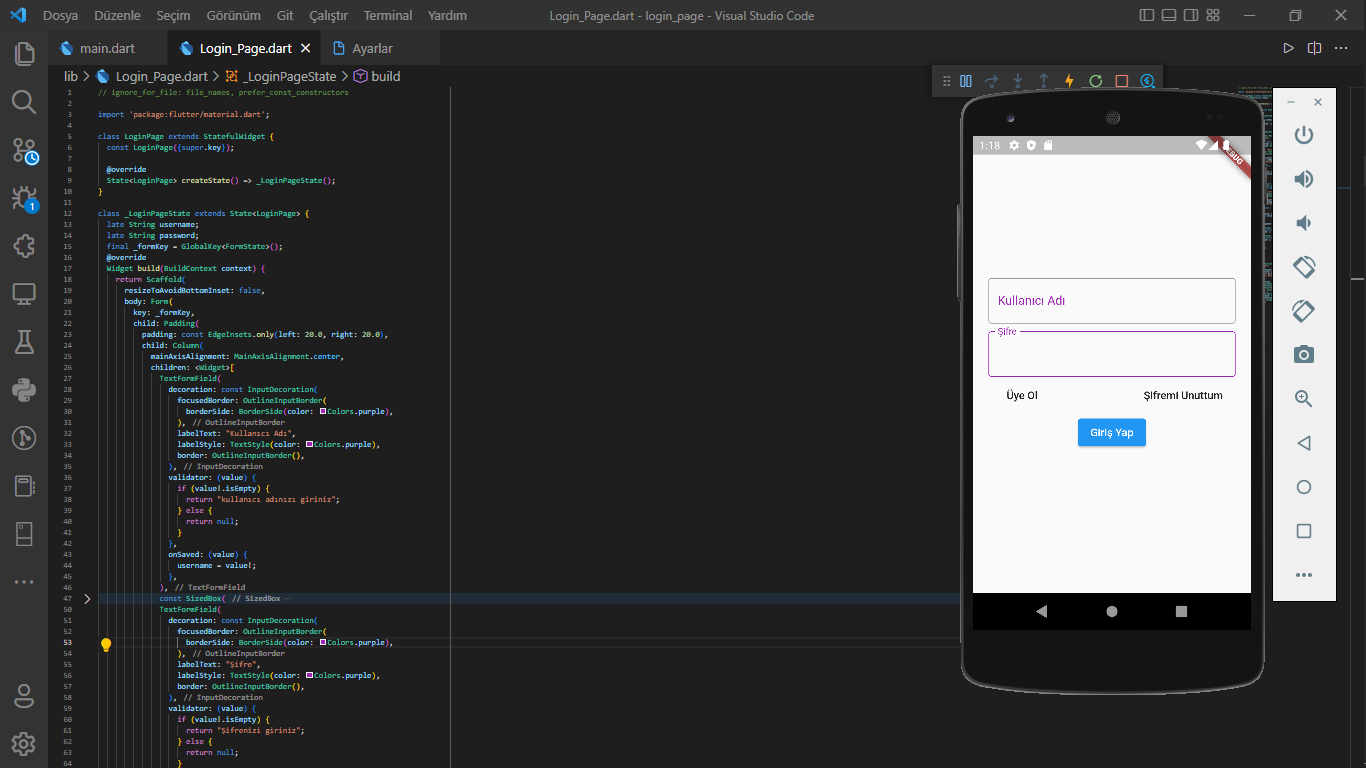 Dosya Düzenle Seçim Görünüm Git Çalıştır Terminal Yardım
Login_Page.dart - login_page - Visual Studio Code
main.dart
Login_Page.dart
Ayarlar
lib > Login_Page.dart > _LoginPageState > build
1 // ignore_for_file: file_names, prefer_const_constructors
2
3 import 'package:flutter/material.dart';
4
5 class LoginPage extends StatefulWidget {
6 const LoginPage({super.key});
7
8 @override
9 State<LoginPage> createState() => _LoginPageState();
10 }
11
12 class _LoginPageState extends State<LoginPage> {
13 late String username;
14 late String password;
15 final _formKey = GlobalKey<FormState>();
16 @override
17 Widget build(BuildContext context) {
18 return Scaffold(
19 resizeToAvoidBottomInset: false,
20 body: Form(
21 key: _formKey,
22 child: Padding(
23 padding: const EdgeInsets.only(left: 20.0, right: 20.0),
24 child: Column(
25 mainAxisAlignment: MainAxisAlignment.center,
26 children: <Widget>[
27 TextFormField(
28 decoration: const InputDecoration(
29 focusedBorder: OutlineInputBorder(
30 borderSide: BorderSide(color: Colors.purple),
31 ), // OutlineInputBorder
32 labelText: "Kullanıcı Adı",
33 labelStyle: TextStyle(color: Colors.purple),
34 border: OutlineInputBorder(),
35 ), // InputDecoration
36 validator: (value) {
37 if (value!.isEmpty) {
38 return "kullanıcı adınızı giriniz";
39 } else {
40 return null;
41 }
42 },
43 onSaved: (value) {
44 username = value!;
45 },
46 ), // TextFormField
47 const SizedBox( // SizedBox ⋯
50 TextFormField(
51 decoration: const InputDecoration(
52 focusedBorder: OutlineInputBorder(
53 borderSide: BorderSide(color: Colors.purple),
54 ), // OutlineInputBorder
55 labelText: "Şifre",
56 labelStyle: TextStyle(color: Colors.purple),
57 border: OutlineInputBorder(),
58 ), // InputDecoration
59 validator: (value) {
60 if (value!.isEmpty) {
61 return "Şifrenizi giriniz";
62 } else {
63 return null;
64 }
1
1:18
Kullanıcı Adı
Şifre
Üye Ol
Şifremi Unuttum
Giriş Yap